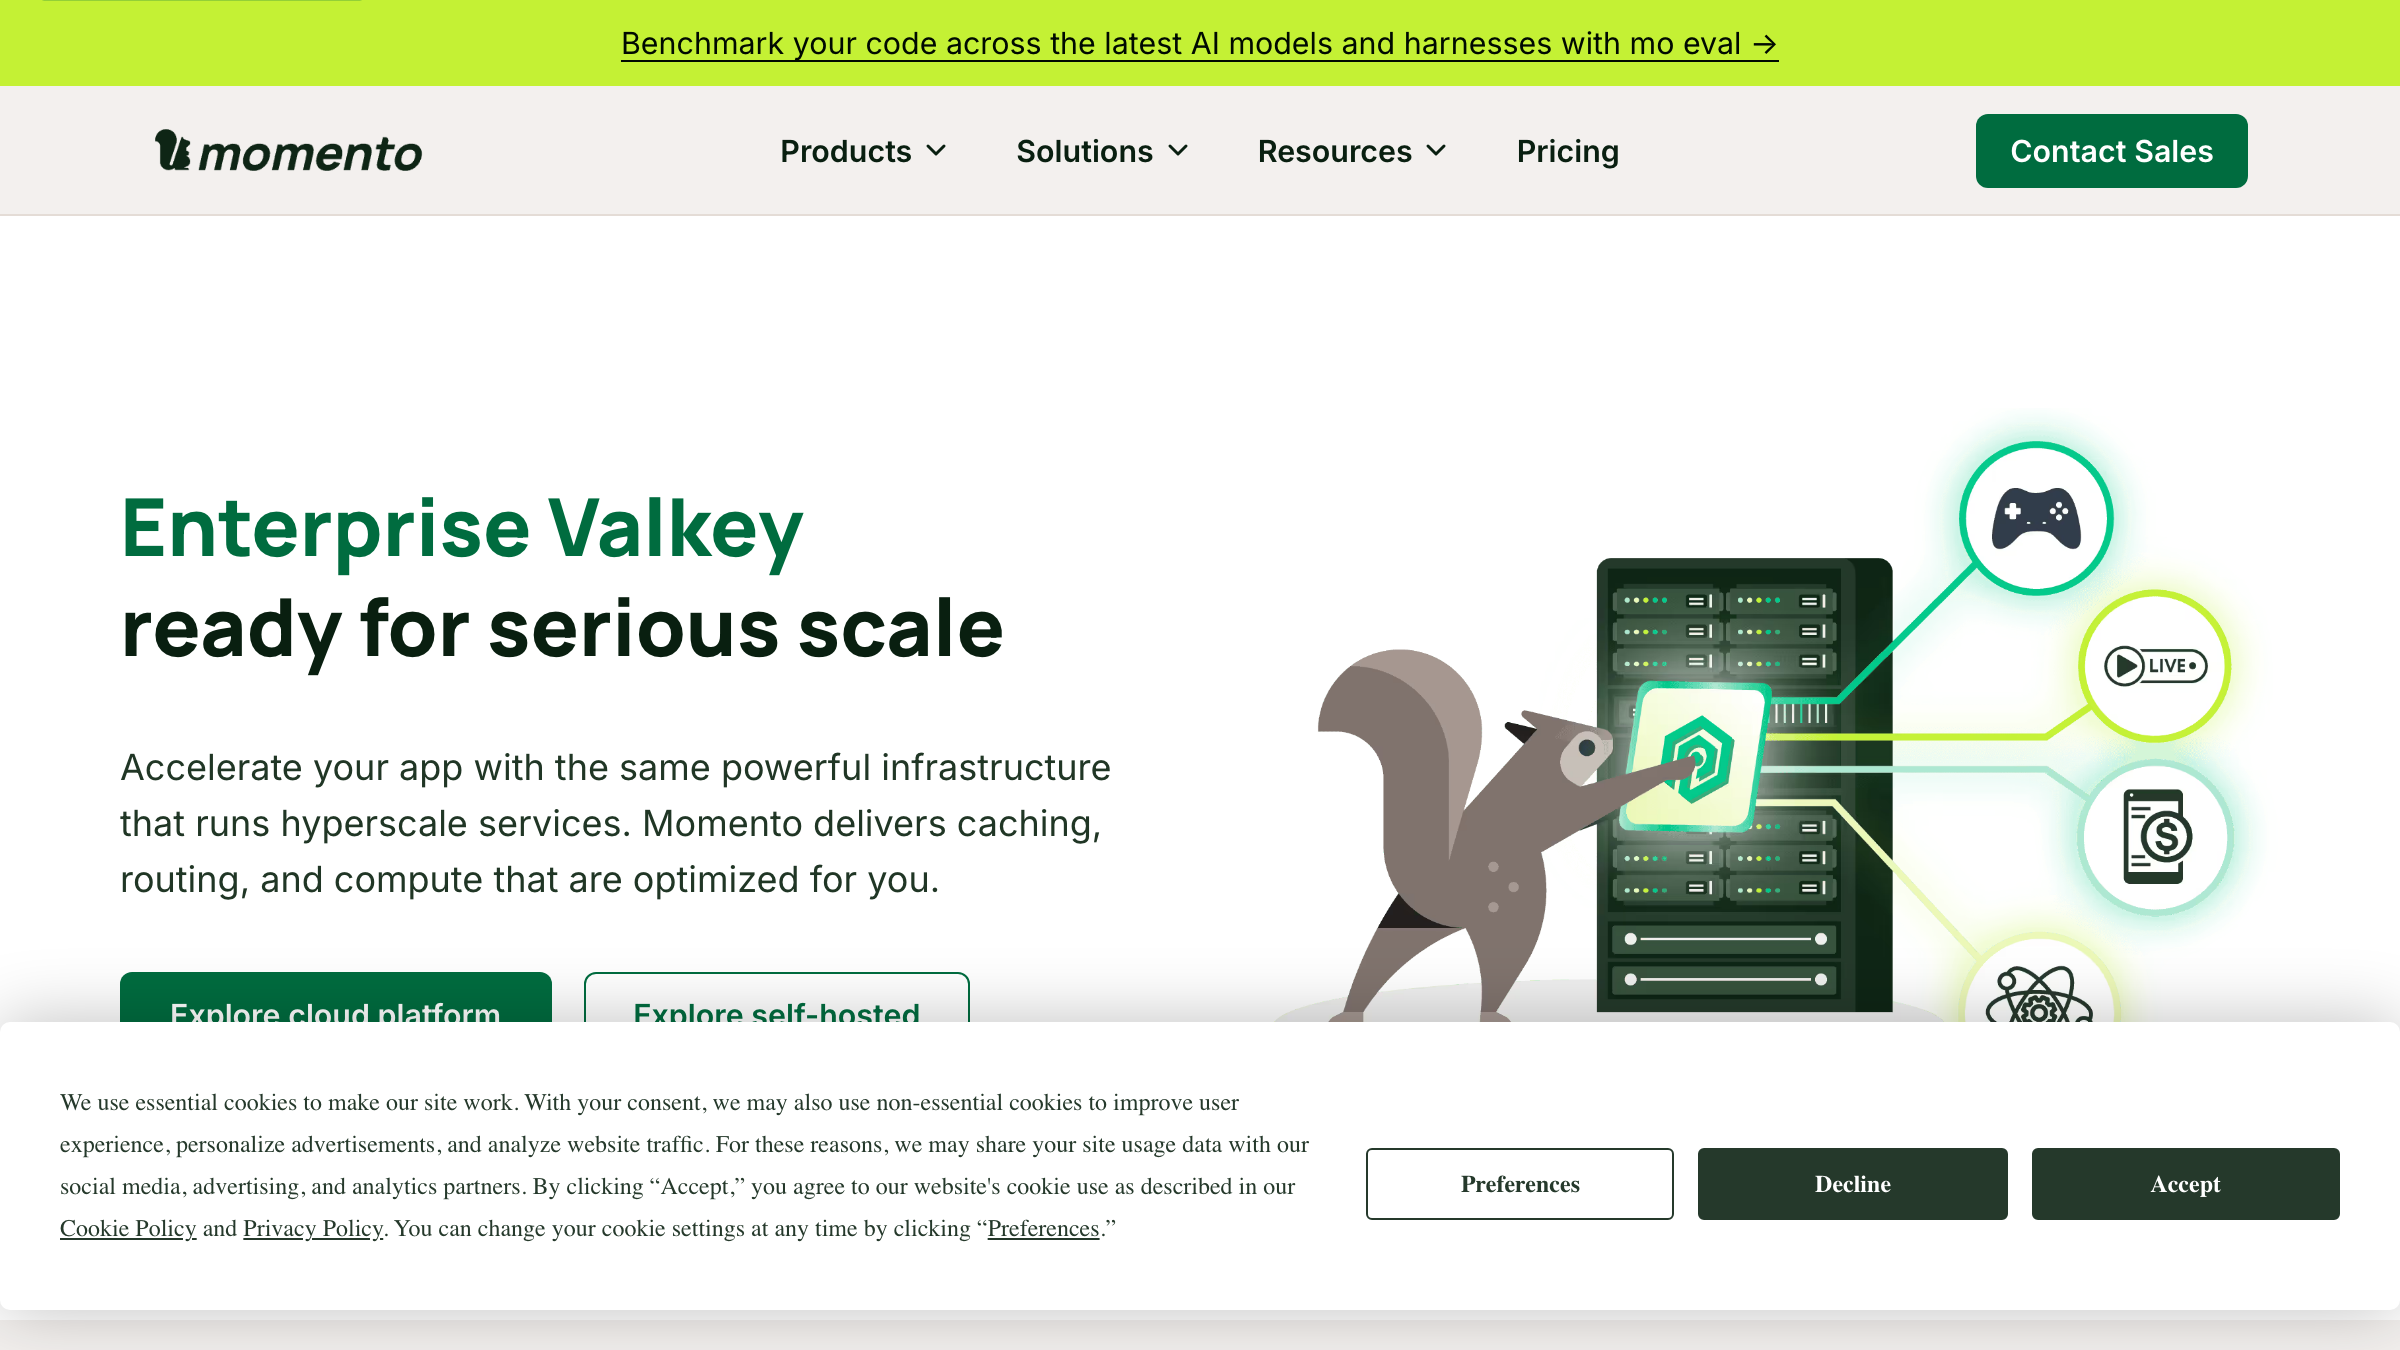 Benchmark your code across the latest AI models and harnesses with mo eval →
momento
Products
Solutions
Resources
Pricing
Contact Sales
Enterprise Valkey
ready for serious scale
Accelerate your app with the same powerful infrastructure
that runs hyperscale services. Momento delivers caching,
routing, and compute that are optimized for you.
Explore cloud platform
Explore self-hosted
LIVE
$
We use essential cookies to make our site work. With your consent, we may also use non-essential cookies to improve user
experience, personalize advertisements, and analyze website traffic. For these reasons, we may share your site usage data with our
social media, advertising, and analytics partners. By clicking “Accept,” you agree to our website's cookie use as described in our
Cookie Policy and Privacy Policy. You can change your cookie settings at any time by clicking “Preferences.”
Preferences
Decline
Accept